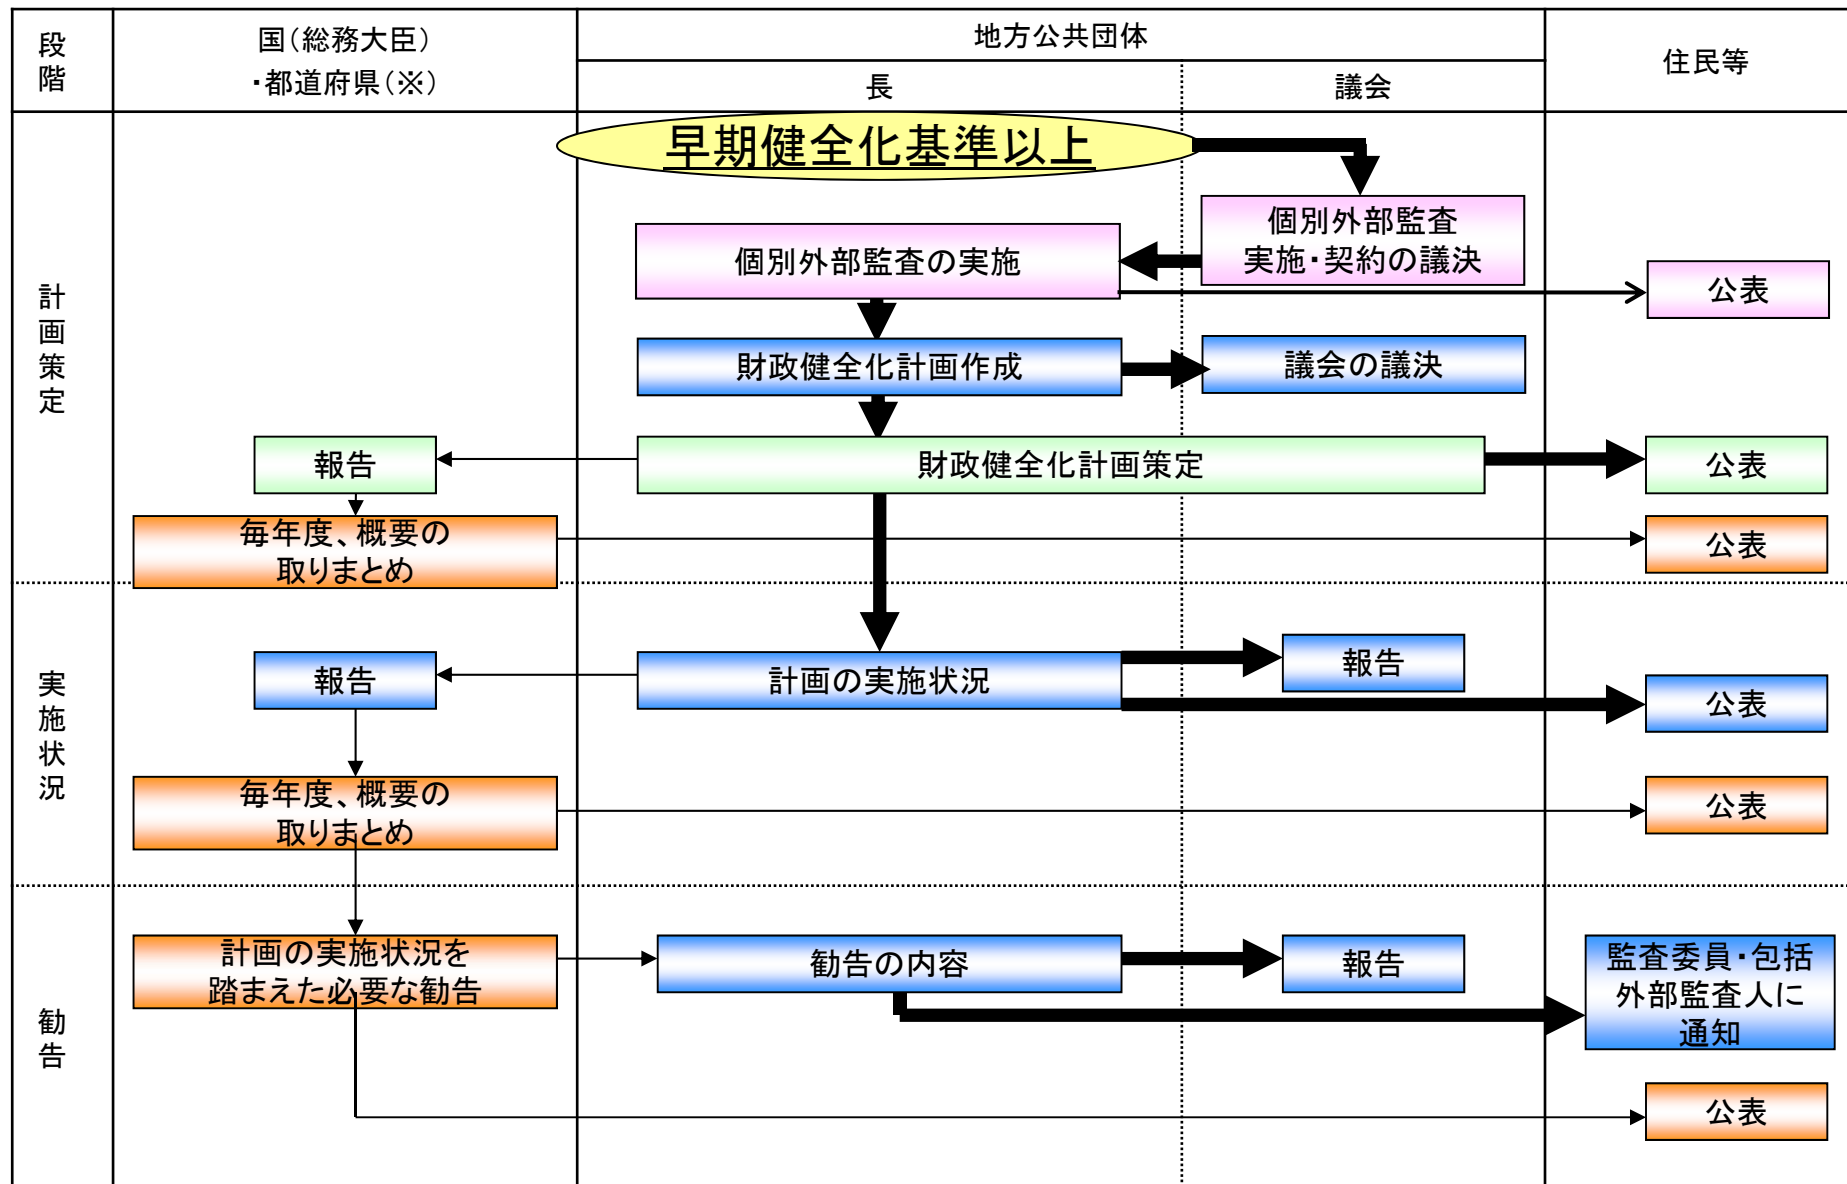 段
階
国（総務大臣）
・都道府県（※）
地方公共団体
長
議会
住民等
計
画
策
定
早期健全化基準以上
個別外部監査
実施・契約の議決
個別外部監査の実施
公表
財政健全化計画作成
議会の議決
報告
財政健全化計画策定
公表
毎年度、概要の
取りまとめ
公表
実
施
状
況
報告
計画の実施状況
報告
公表
毎年度、概要の
取りまとめ
公表
勧
告
計画の実施状況を
踏まえた必要な勧告
勧告の内容
報告
監査委員・包括
外部監査人に
通知
公表